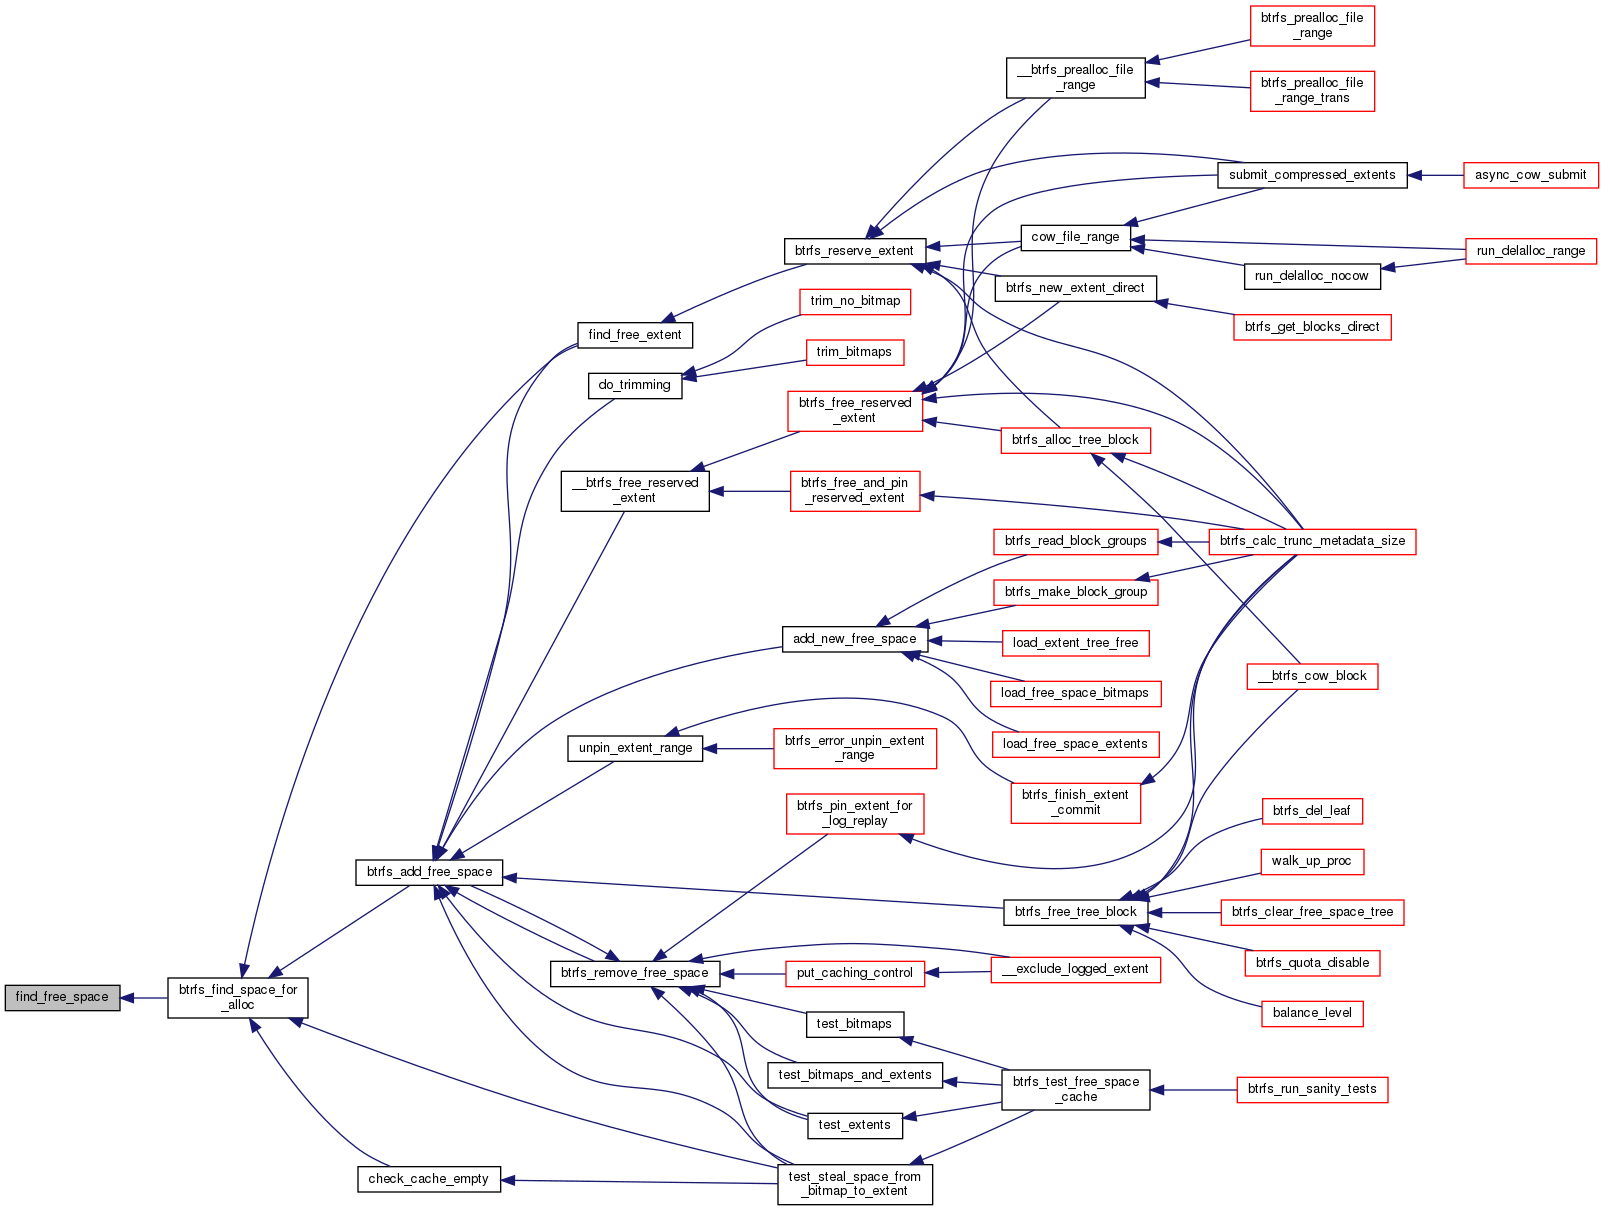 btrfs_prealloc_file
_range
__btrfs_prealloc_file
_range
btrfs_prealloc_file
_range_trans
submit_compressed_extents
async_cow_submit
cow_file_range
btrfs_reserve_extent
run_delalloc_range
run_delalloc_nocow
btrfs_new_extent_direct
trim_no_bitmap
btrfs_get_blocks_direct
find_free_extent
trim_bitmaps
do_trimming
btrfs_free_reserved
_extent
btrfs_alloc_tree_block
__btrfs_free_reserved
_extent
btrfs_free_and_pin
_reserved_extent
btrfs_read_block_groups
btrfs_calc_trunc_metadata_size
btrfs_make_block_group
add_new_free_space
load_extent_tree_free
__btrfs_cow_block
load_free_space_bitmaps
unpin_extent_range
btrfs_error_unpin_extent
_range
load_free_space_extents
btrfs_finish_extent
_commit
btrfs_pin_extent_for
_log_replay
btrfs_del_leaf
walk_up_proc
btrfs_add_free_space
btrfs_free_tree_block
btrfs_clear_free_space_tree
btrfs_quota_disable
btrfs_remove_free_space
put_caching_control
__exclude_logged_extent
find_free_space
btrfs_find_space_for
_alloc
balance_level
test_bitmaps
test_bitmaps_and_extents
btrfs_test_free_space
_cache
btrfs_run_sanity_tests
test_extents
check_cache_empty
test_steal_space_from
_bitmap_to_extent